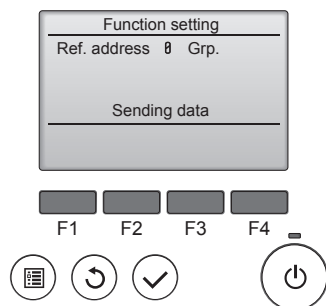 Function setting
Ref. address 0 Grp.
Sending data
F1 F2 F3 F4